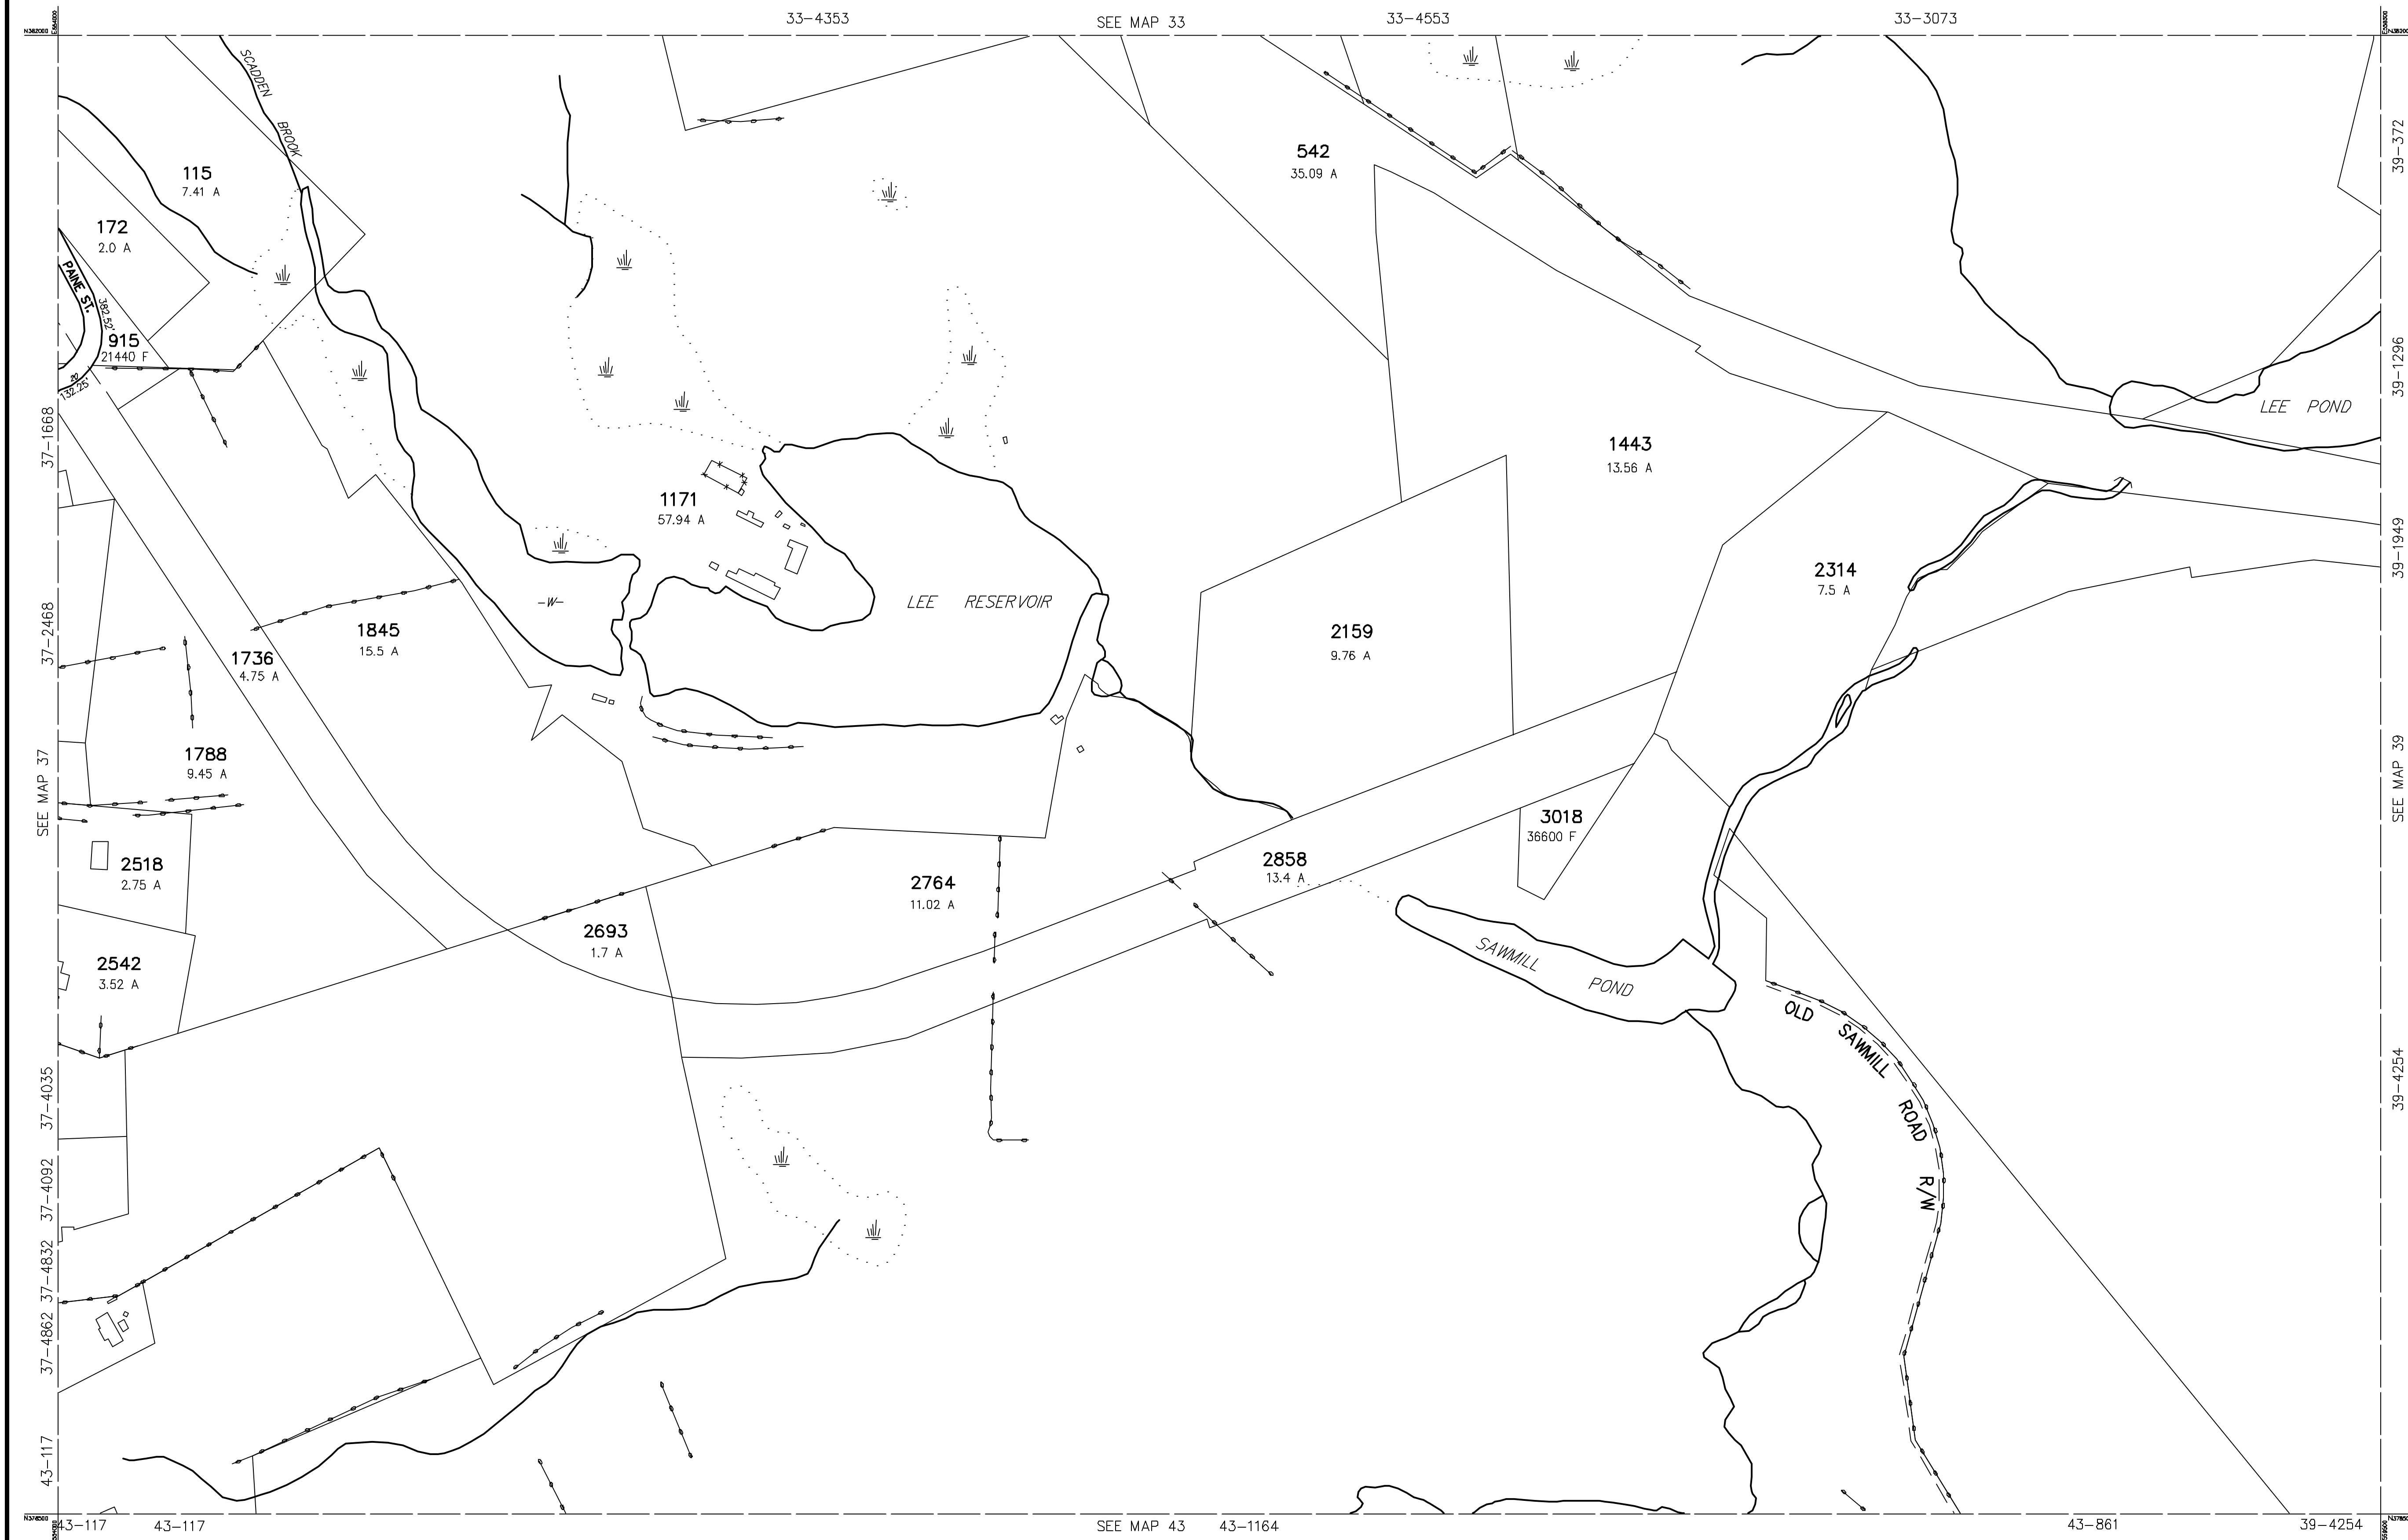 33-4353
SEE MAP 33
33-4553
33-3073
N382000
SCADDEN
BROOK
115
7.41 A
172
2.0 A
PAINE ST.
382.52'
915
21440 F
20
132.25'
542
35.09 A
39-372
39-1296
LEE POND
37-1668
1443
13.56 A
1171
57.94 A
39-1949
2314
7.5 A
-W-
LEE RESERVOIR
37-2468
1845
15.5 A
1736
4.75 A
2159
9.76 A
1788
9.45 A
SEE MAP 37
SEE MAP 39
3018
36600 F
2518
2.75 A
2858
13.4 A
2764
11.02 A
2693
1.7 A
2542
3.52 A
SAWMILL
POND
OLD
SAWMILL
ROAD
R/W
37-4035
39-4254
37-4092
37-4832
37-4862
43-117
N378500
43-117
43-117
SEE MAP 43
43-1164
43-861
39-4254